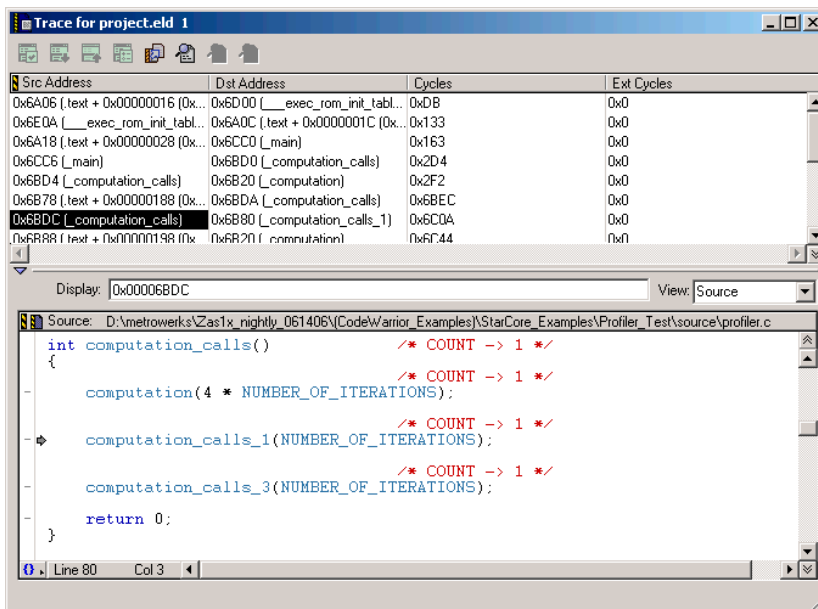 Trace for project.eld 1
Src Address Dst Address Cycles Ext Cycles
0x6A06 (.text + 0x00000016 (0x... 0x6D00 (___exec_rom_init_tabl... 0xDB 0x0
0x6E0A (___exec_rom_init_tabl... 0x6A0C (.text + 0x0000001C (0x... 0x133 0x0
0x6A18 (.text + 0x00000028 (0x... 0x6CC0 (_main) 0x163 0x0
0x6CC6 (_main) 0x6BD0 (_computation_calls) 0x2D4 0x0
0x6BD4 (_computation_calls) 0x6B20 (_computation) 0x2F2 0x0
0x6B78 (.text + 0x00000188 (0x... 0x6BDA (_computation_calls) 0x6BEC 0x0
0x6BDC (_computation_calls) 0x6B80 (_computation_calls_1) 0x6C0A 0x0
0x6B88 (.text + 0x00000198 (0x... 0x6B20 (_computation) 0x6C44 0x0
Display: 0x00006BDC View: Source
Source: D:\metrowerks\Zas1x_nightly_061406\(CodeWarrior_Examples)\StarCore_Examples\Profiler_Test\source\profiler.c
int computation_calls() /* COUNT -> 1 */
{
/* COUNT -> 1 */
computation(4 * NUMBER_OF_ITERATIONS);
/* COUNT -> 1 */
computation_calls_1(NUMBER_OF_ITERATIONS);
/* COUNT -> 1 */
computation_calls_3(NUMBER_OF_ITERATIONS);
return 0;
}
Line 80 Col 3